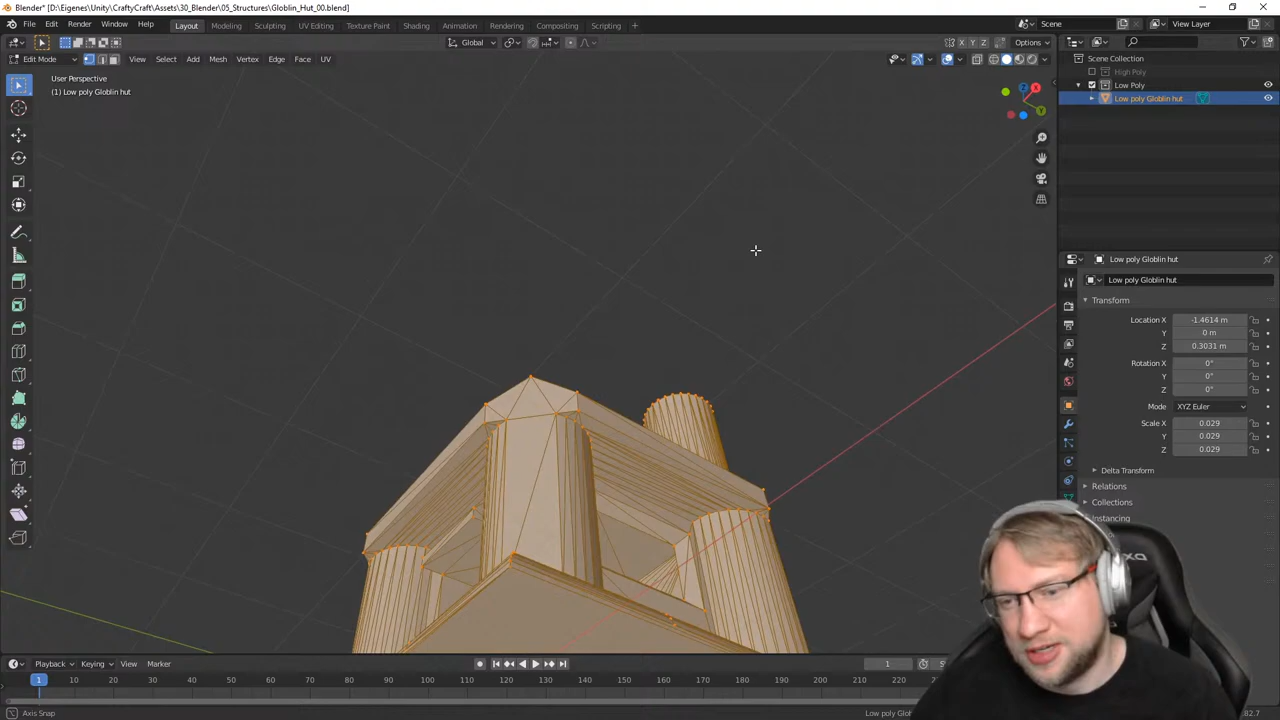 Blender* [D:\Eigenes\Unity\CraftyCraft\Assets\30_Blender\05_Structures\Globlin_Hut_00.blend]
File Edit Render Window Help Layout Modeling Sculpting UV Editing Texture Paint Shading Animation Rendering Compositing Scripting + Scene View Layer
Global X Y Z Options
Edit Mode View Select Add Mesh Vertex Edge Face UV
User Perspective
(1) Low poly Globlin hut
Scene Collection
High Poly
Low Poly
Low poly Globlin hut
Low poly Globlin hut
Low poly Globlin hut
Transform
Location X -1.4614 m
Y 0 m
Z 0.3031 m
Rotation X 0°
Y 0°
Z 0°
Mode XYZ Euler
Scale X 0.029
Y 0.029
Z 0.029
Delta Transform
Relations
Collections
Instancing
Playback Keying View Marker 1
1 10 20 30 40 50 60 70 80 90 100 110 120 130 140 150 160 170 180 190 200 210
Axis Snap Low poly Glob 82.7